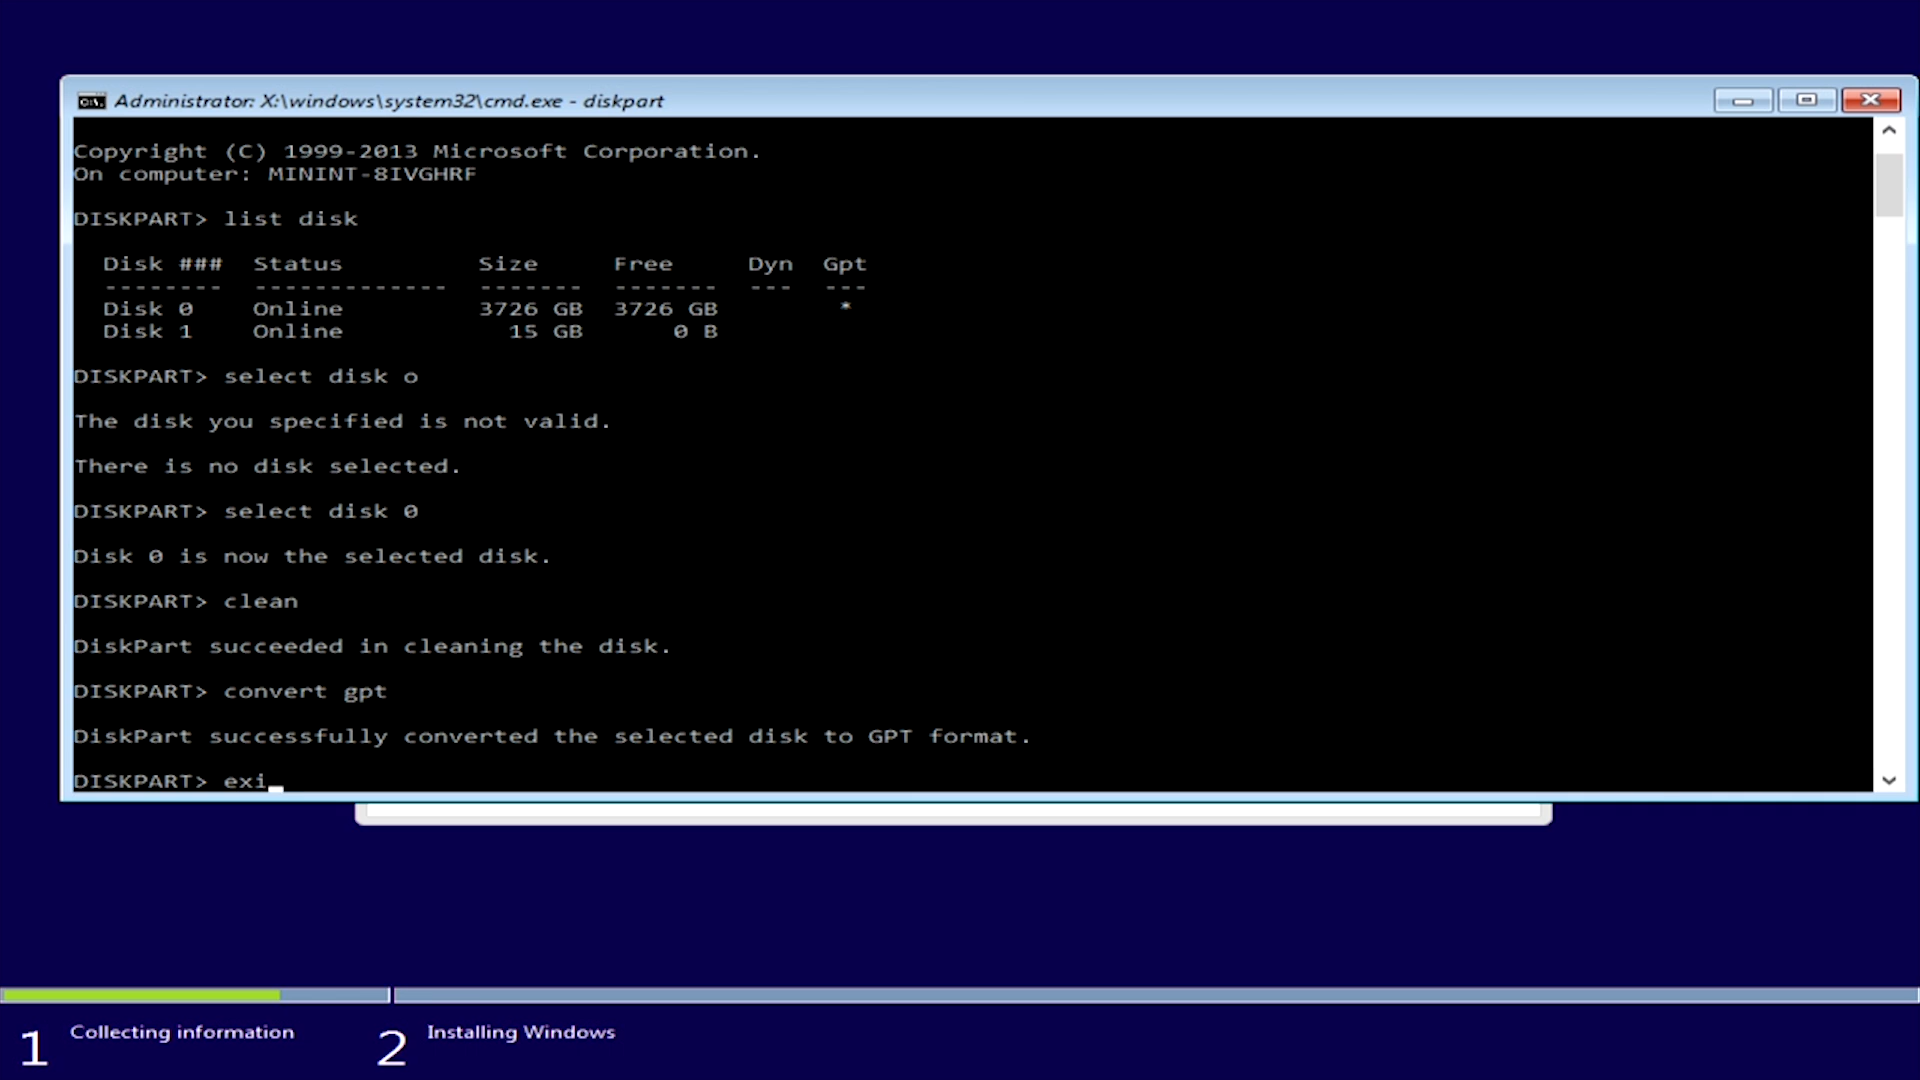 Administrator: X:\windows\system32\cmd.exe - diskpart
Copyright (C) 1999-2013 Microsoft Corporation.
On computer: MININT-8IVGHRF
DISKPART> list disk
Disk ### Status Size Free Dyn Gpt
-------- ------------- ------- ------- --- ---
Disk 0 Online 3726 GB 3726 GB *
Disk 1 Online 15 GB 0 B
DISKPART> select disk o
The disk you specified is not valid.
There is no disk selected.
DISKPART> select disk 0
Disk 0 is now the selected disk.
DISKPART> clean
DiskPart succeeded in cleaning the disk.
DISKPART> convert gpt
DiskPart successfully converted the selected disk to GPT format.
DISKPART> exi_
1 Collecting information 2 Installing Windows